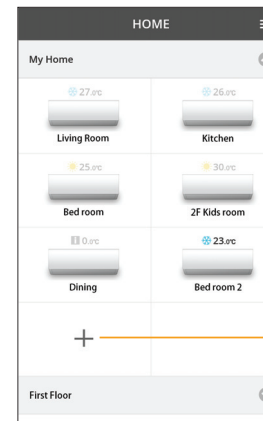 HOME
My Home
27.0℃
26.0℃
Living Room
Kitchen
25.0℃
30.0℃
Bed room
2F Kids room
0.0℃
23.0℃
Dining
Bed room 2
First Floor